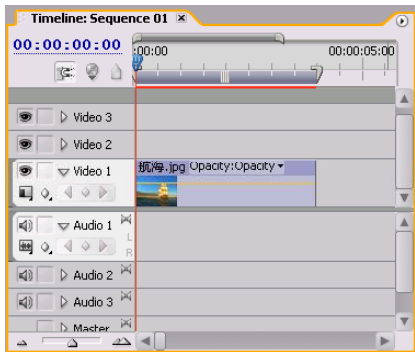 Timeline: Sequence 01
00:00:00:00
:00:00
00:00:05:00
Video 3
Video 2
Video 1
航海.jpg Opacity:Opacity
Audio 1
L
R
Audio 2
Audio 3
Master